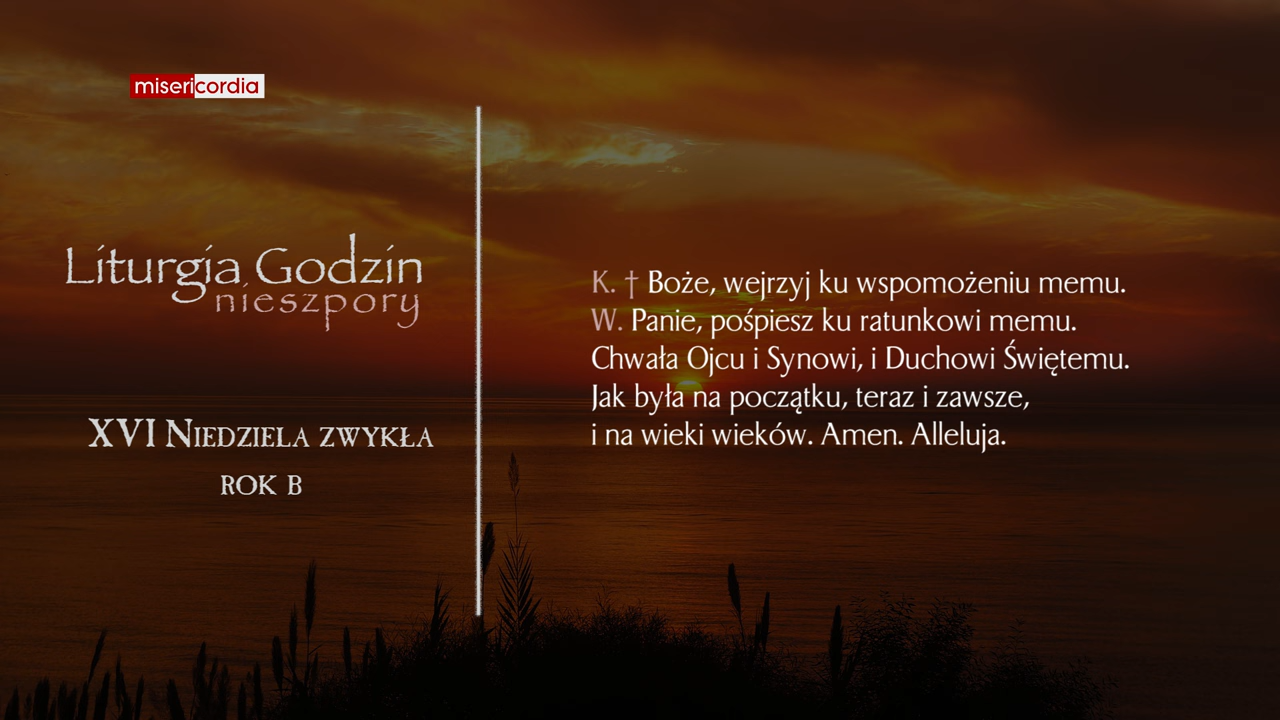 misericordia
Liturgia Godzin
nieszpory
XVI Niedziela zwykła
rok B
K. † Boże, wejrzyj ku wspomożeniu memu.
W. Panie, pośpiesz ku ratunkowi memu.
Chwała Ojcu i Synowi, i Duchowi Świętemu.
Jak była na początku, teraz i zawsze,
i na wieki wieków. Amen. Alleluja.